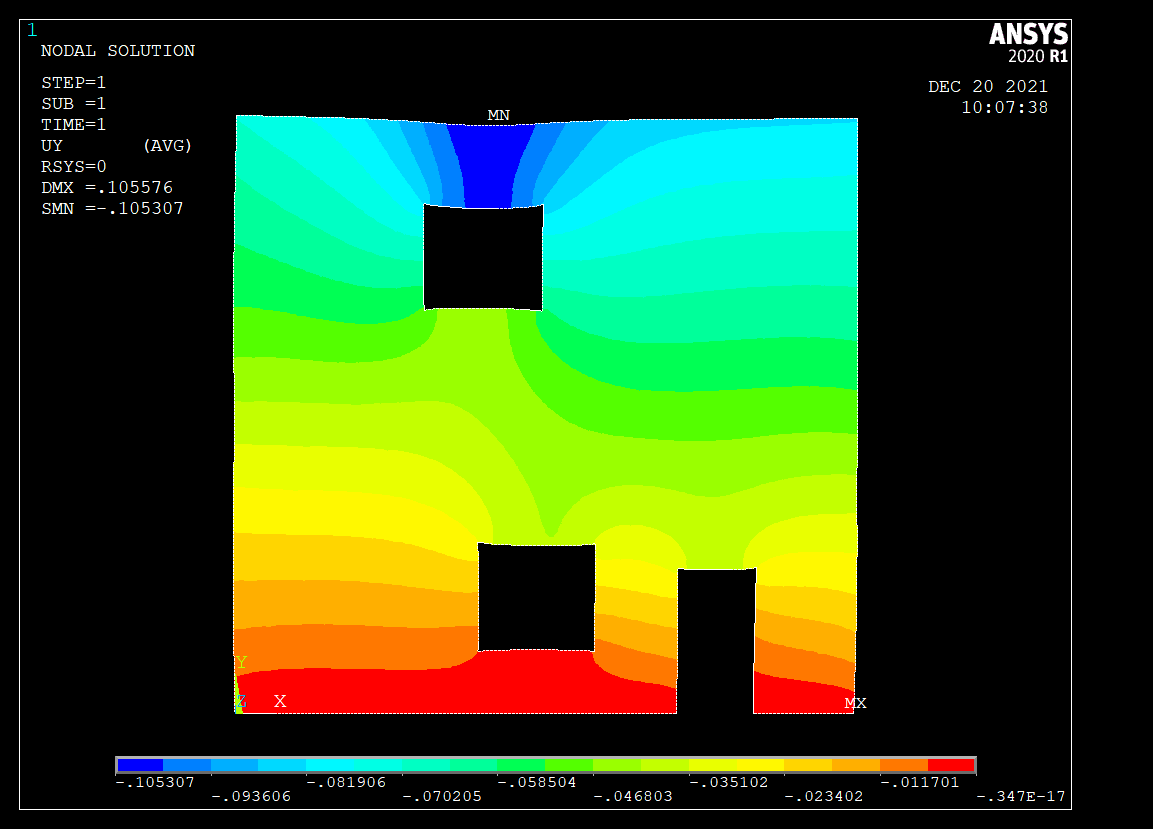 1
NODAL SOLUTION
STEP=1
SUB =1
TIME=1
UY (AVG)
RSYS=0
DMX =.105576
SMN =-.105307
ANSYS
2020 R1
DEC 20 2021
10:07:38
MN
Y
Z X
MX
-.105307 -.081906 -.058504 -.035102 -.011701
-.093606 -.070205 -.046803 -.023402 -.347E-17